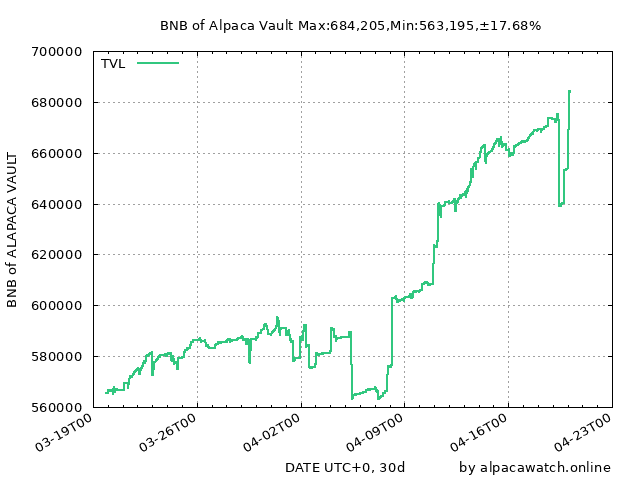 BNB of Alpaca Vault Max:684,205,Min:563,195,±17.68%
700000
TVL
680000
660000
640000
620000
600000
580000
560000
BNB of ALAPACA VAULT
03-19T00
03-26T00
04-02T00
04-09T00
04-16T00
04-23T00
DATE UTC+0, 30d
by alpacawatch.online